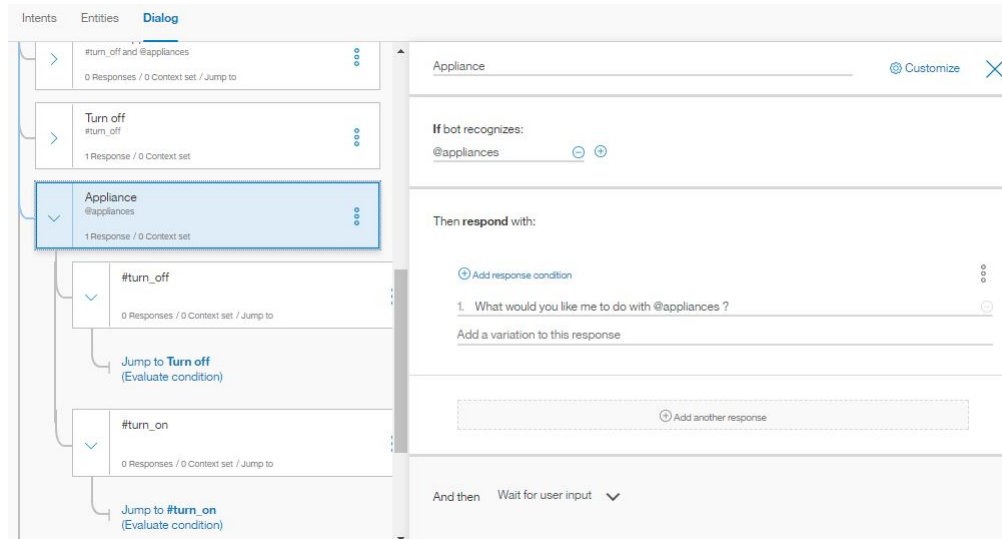 Intents Entities Dialog
#turn_off and @appliances
0 Responses / 0 Context set / Jump to
Turn off
#turn_off
1 Response / 0 Context set
Appliance
@appliances
1 Response / 0 Context set
#turn_off
0 Responses / 0 Context set / Jump to
Jump to Turn off
(Evaluate condition)
#turn_on
0 Responses / 0 Context set / Jump to
Jump to #turn_on
(Evaluate condition)
Appliance Customize
If bot recognizes:
@appliances
Then respond with:
Add response condition
1. What would you like me to do with @appliances ?
Add a variation to this response
Add another response
And then Wait for user input